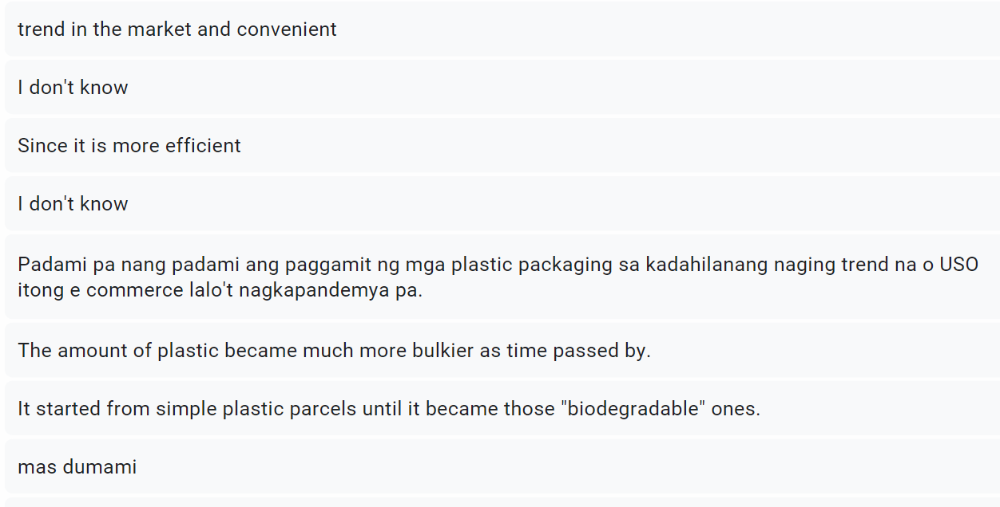 trend in the market and convenient
I don't know
Since it is more efficient
I don't know
Padami pa nang padami ang paggamit ng mga plastic packaging sa kadahilanang naging trend na o USO
itong e commerce lalo't nagkapandemya pa.
The amount of plastic became much more bulkier as time passed by.
It started from simple plastic parcels until it became those "biodegradable" ones.
mas dumami